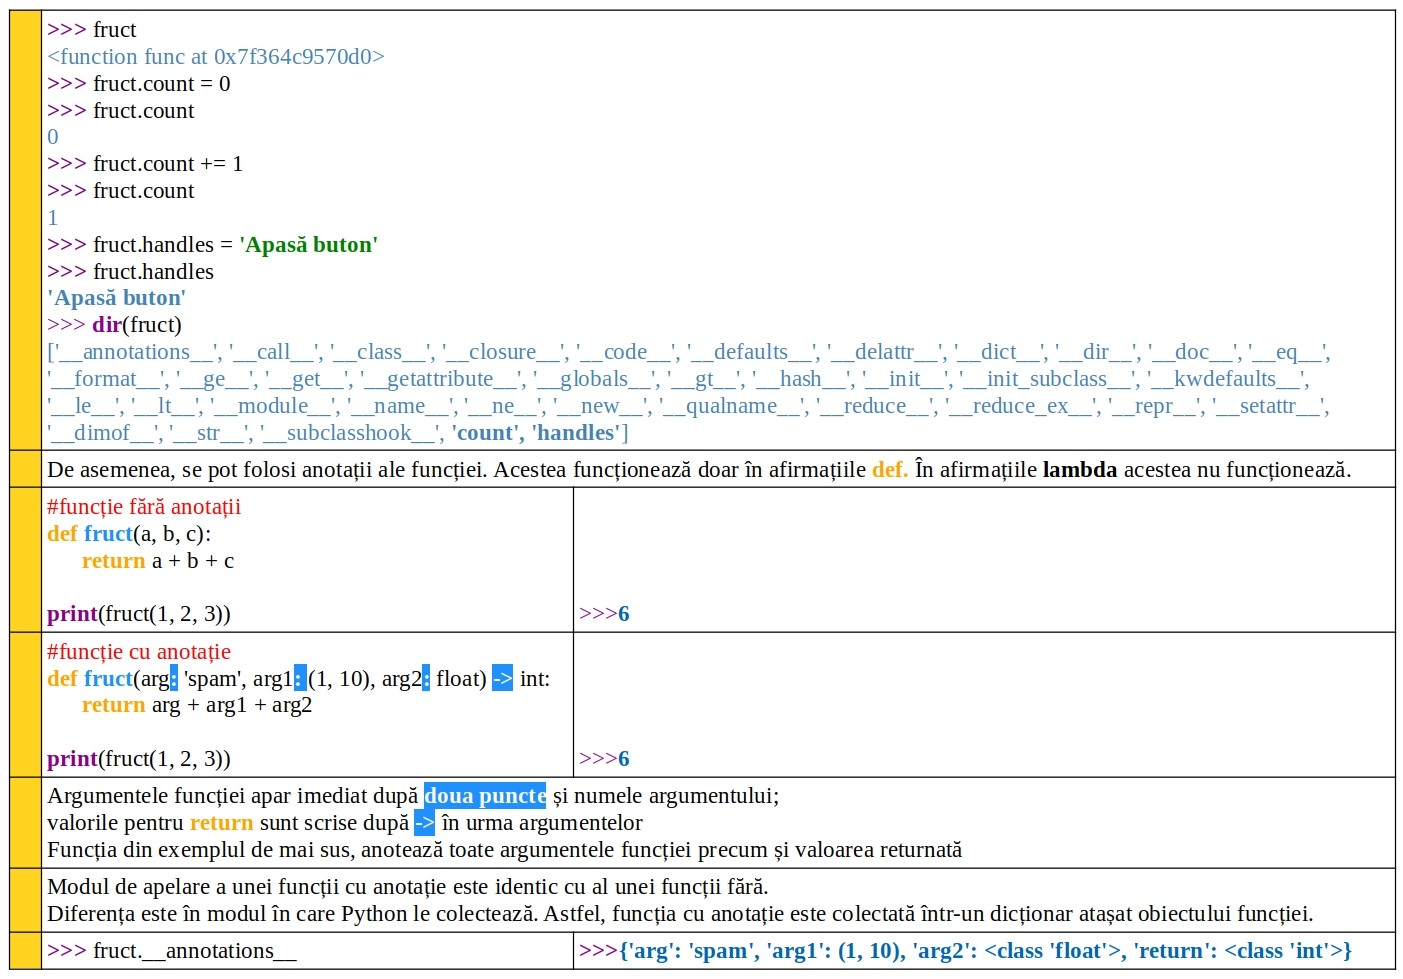 >>> fruct
<function func at 0x7f364c9570d0>
>>> fruct.count = 0
>>> fruct.count
0
>>> fruct.count += 1
>>> fruct.count
1
>>> fruct.handles = 'Apasă buton'
>>> fruct.handles
'Apasă buton'
>>> dir(fruct)
['__annotations__', '__call__', '__class__', '__closure__', '__code__', '__defaults__', '__delattr__', '__dict__', '__dir__', '__doc__', '__eq__',
'__format__', '__ge__', '__get__', '__getattribute__', '__globals__', '__gt__', '__hash__', '__init__', '__init_subclass__', '__kwdefaults__',
'__le__', '__lt__', '__module__', '__name__', '__ne__', '__new__', '__qualname__', '__reduce__', '__reduce_ex__', '__repr__', '__setattr__',
'__dimof__', '__str__', '__subclasshook__', 'count', 'handles']
De asemenea, se pot folosi anotații ale funcției. Acestea funcționează doar în afirmațiile def. În afirmațiile lambda acestea nu funcționează.
#funcție fără anotații
def fruct(a, b, c):
return a + b + c
print(fruct(1, 2, 3))
>>>6
#funcție cu anotație
def fruct(arg: 'spam', arg1: (1, 10), arg2: float) -> int:
return arg + arg1 + arg2
print(fruct(1, 2, 3))
>>>6
Argumentele funcției apar imediat după doua puncte și numele argumentului;
valorile pentru return sunt scrise după -> în urma argumentelor
Funcția din exemplul de mai sus, anotează toate argumentele funcției precum și valoarea returnată
Modul de apelare a unei funcții cu anotație este identic cu al unei funcții fără.
Diferența este în modul în care Python le colectează. Astfel, funcția cu anotație este colectată într-un dicționar atașat obiectului funcției.
>>> fruct.__annotations__
>>>{'arg': 'spam', 'arg1': (1, 10), 'arg2': <class 'float'>, 'return': <class 'int'>}